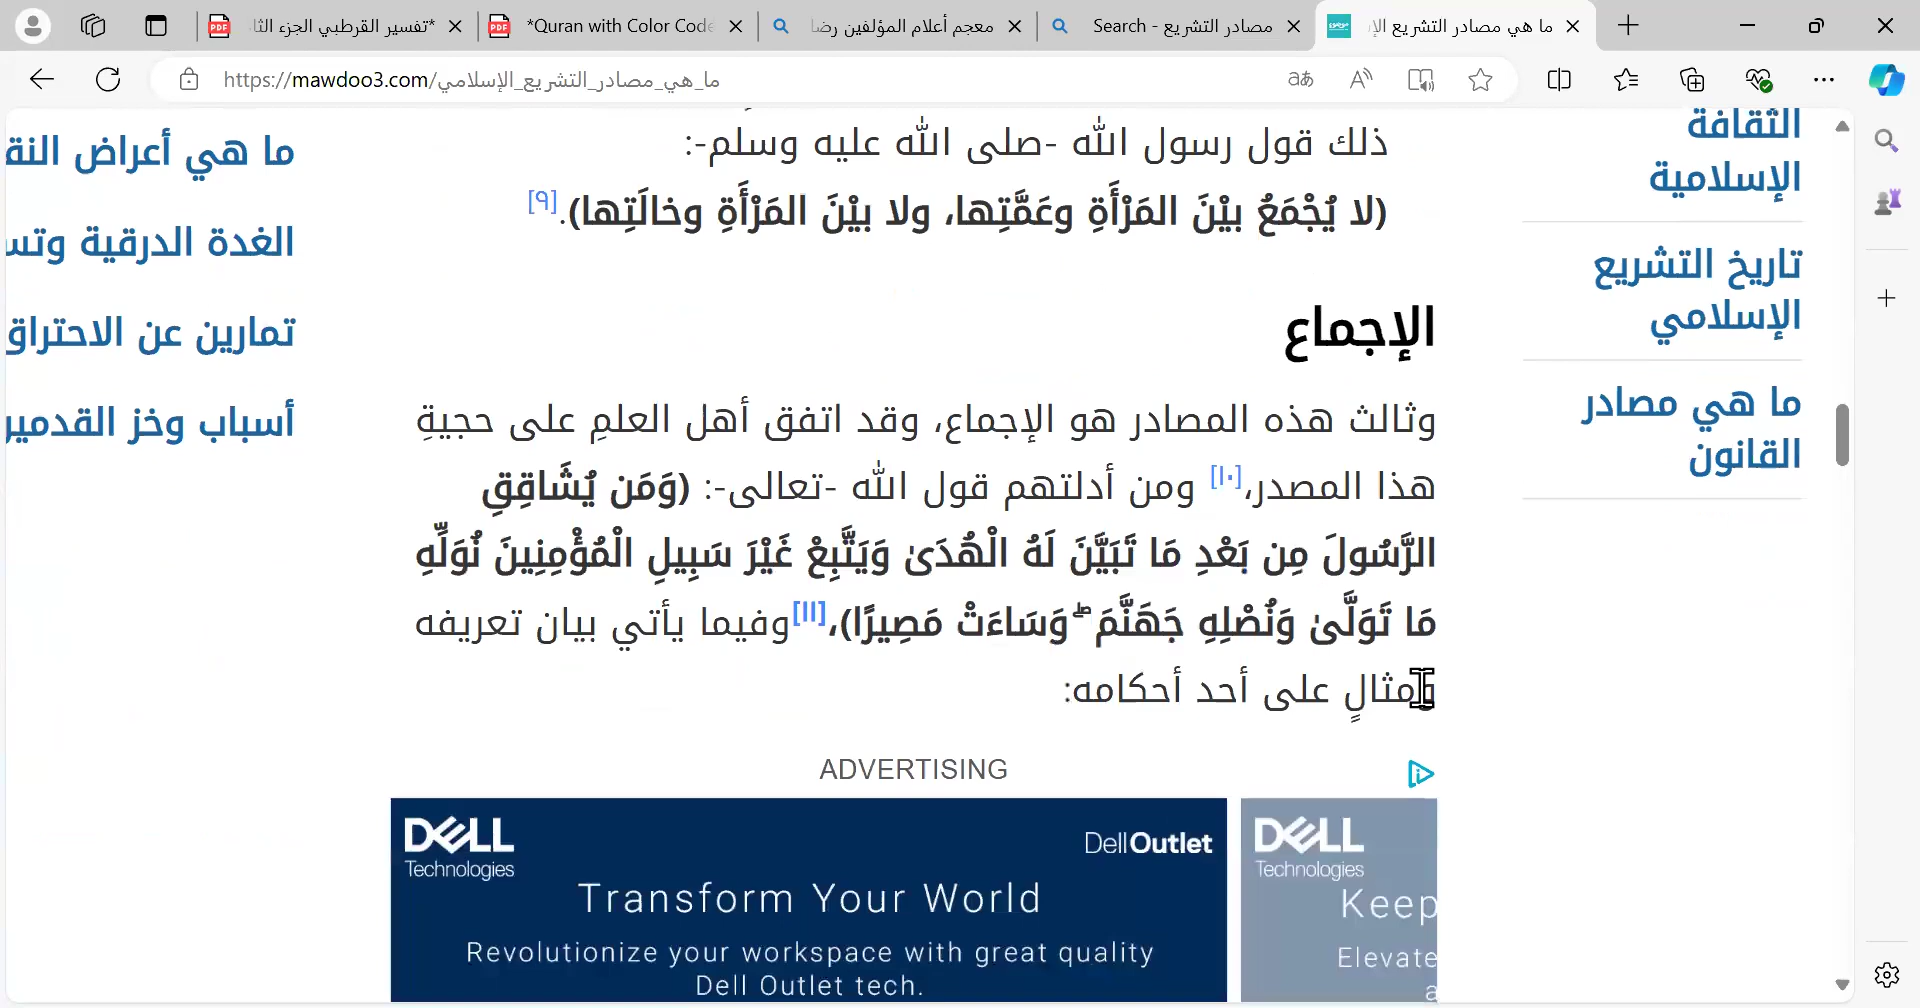 تفسير القرطبي الجزء الثا*
*Quran with Color Code
معجم أعلام المؤلفين رضا
مصادر التشريع - Search
ما هي مصادر التشريع الإ
https://mawdoo3.com/ما_هي_مصادر_التشريع_الإسلامي
الثقافة
الإسلامية
تاريخ التشريع
الإسلامي
ما هي مصادر
القانون
ذلك قول رسول الله -صلى الله عليه وسلم-:
(لا يُجْمَعُ بيْنَ المَرْأَةِ وعَمَّتِها، ولا بيْنَ المَرْأَةِ وخالَتِها).[٩]
الإجماع
وثالث هذه المصادر هو الإجماع، وقد اتفق أهل العلمِ على حجيةِ
هذا المصدر،[١٠] ومن أدلتهم قول الله -تعالى-: (وَمَن يُشَاقِقِ
الرَّسُولَ مِن بَعْدِ مَا تَبَيَّنَ لَهُ الْهُدَىٰ وَيَتَّبِعْ غَيْرَ سَبِيلِ الْمُؤْمِنِينَ نُوَلِّهِ
مَا تَوَلَّىٰ وَنُصْلِهِ جَهَنَّمَ ۖ وَسَاءَتْ مَصِيرًا)،[١١] وفيما يأتي بيان تعريفه
ومثالٍ على أحد أحكامه:
ما هي أعراض النق
الغدة الدرقية وتس
تمارين عن الاحتراق
أسباب وخز القدمير
ADVERTISING
DELL
Technologies
Dell Outlet
Transform Your World
Revolutionize your workspace with great quality
Dell Outlet tech.
DELL
Technologies
Keep
Elevate
a